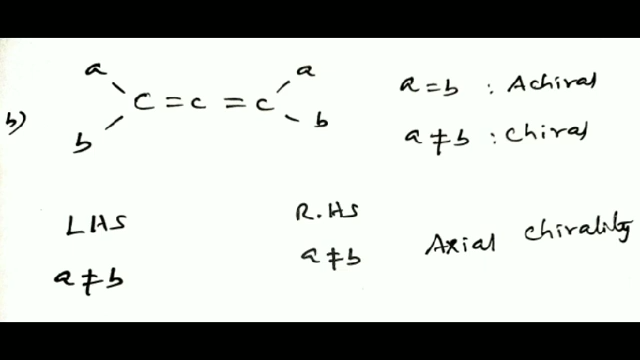 a a
b) C=C=C
b b
a=b : Achiral
a≠b : chiral
LHS R.HS
a≠b a≠b
Axial chirality